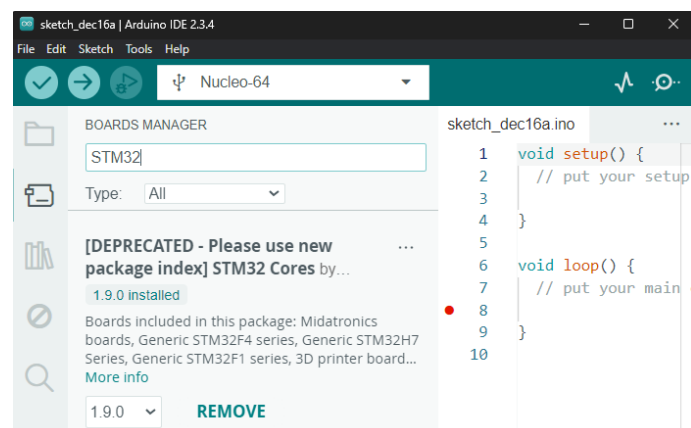 sketch_dec16a | Arduino IDE 2.3.4
File Edit Sketch Tools Help
Nucleo-64
BOARDS MANAGER
STM32
Type: All
[DEPRECATED - Please use new
package index] STM32 Cores by...
1.9.0 installed
Boards included in this package: Midatronics
boards, Generic STM32F4 series, Generic STM32H7
Series, Generic STM32F1 series, 3D printer board...
More info
1.9.0 REMOVE
sketch_dec16a.ino ...
1 void setup() {
2 // put your setup
3
4 }
5
6 void loop() {
7 // put your main
8
9 }
10